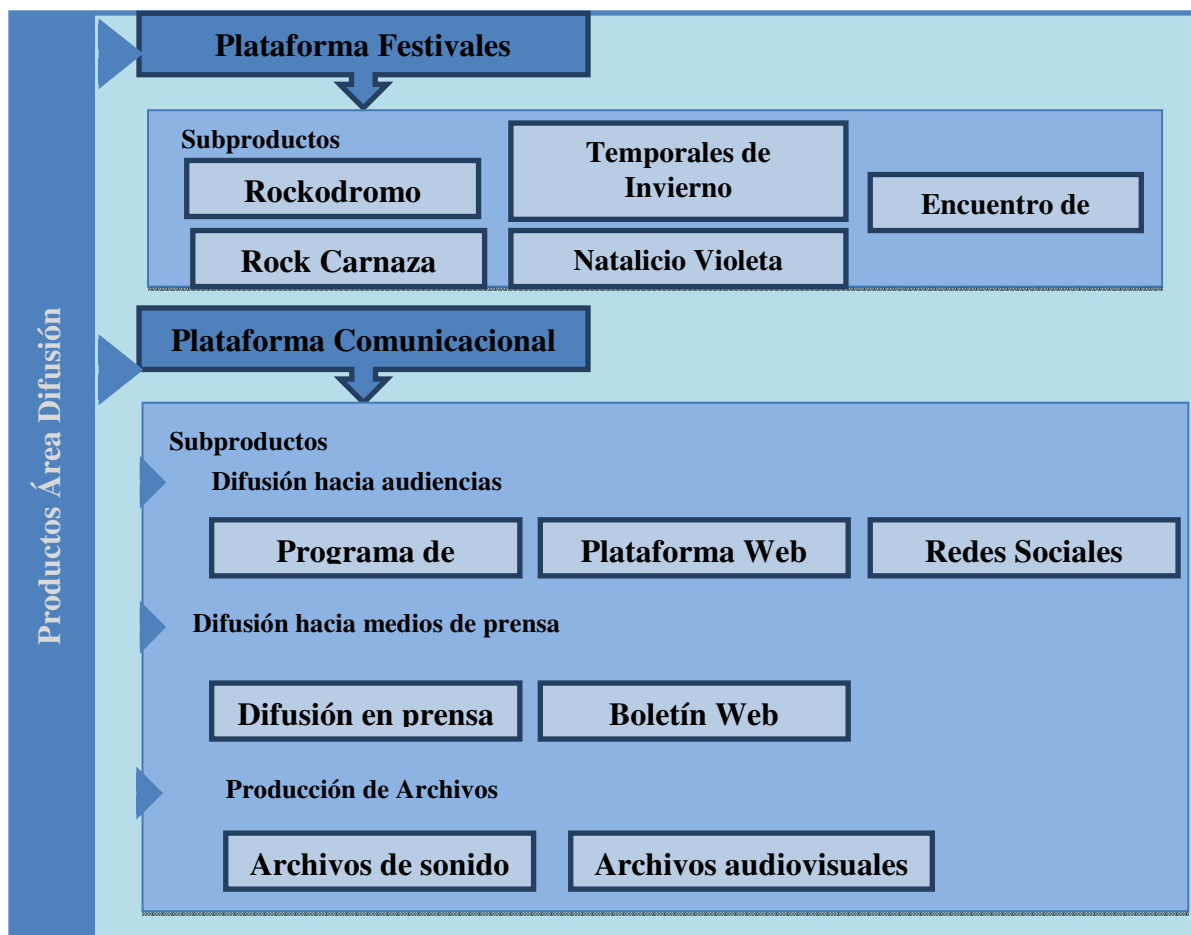 Productos Área Difusión
Plataforma Festivales
Subproductos
Rockodromo
Temporales de
Invierno
Encuentro de
Rock Carnaza
Natalicio Violeta
Plataforma Comunicacional
Subproductos
Difusión hacia audiencias
Programa de
Plataforma Web
Redes Sociales
Difusión hacia medios de prensa
Difusión en prensa
Boletín Web
Producción de Archivos
Archivos de sonido
Archivos audiovisuales